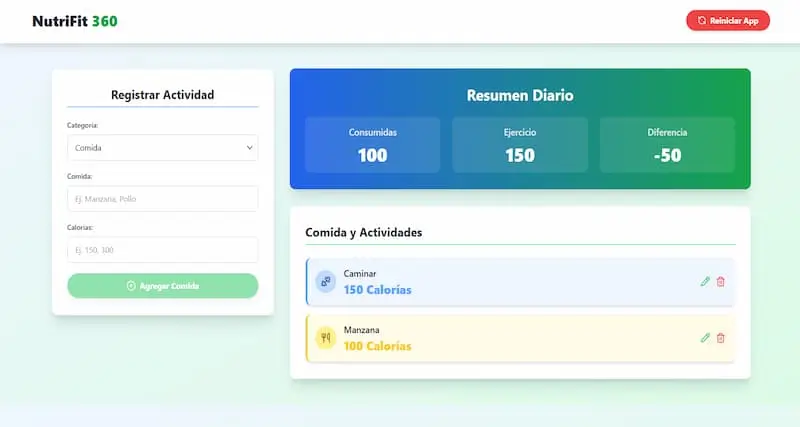 NutriFit 360
Reiniciar App
Registrar Actividad
Categoria:
Comida
Comida:
Ej. Manzana, Pollo
Calorías:
Ej. 150, 300
Agregar Comida
Resumen Diario
Consumidas
100
Ejercicio
150
Diferencia
-50
Comida y Actividades
Caminar
150 Calorías
Manzana
100 Calorías